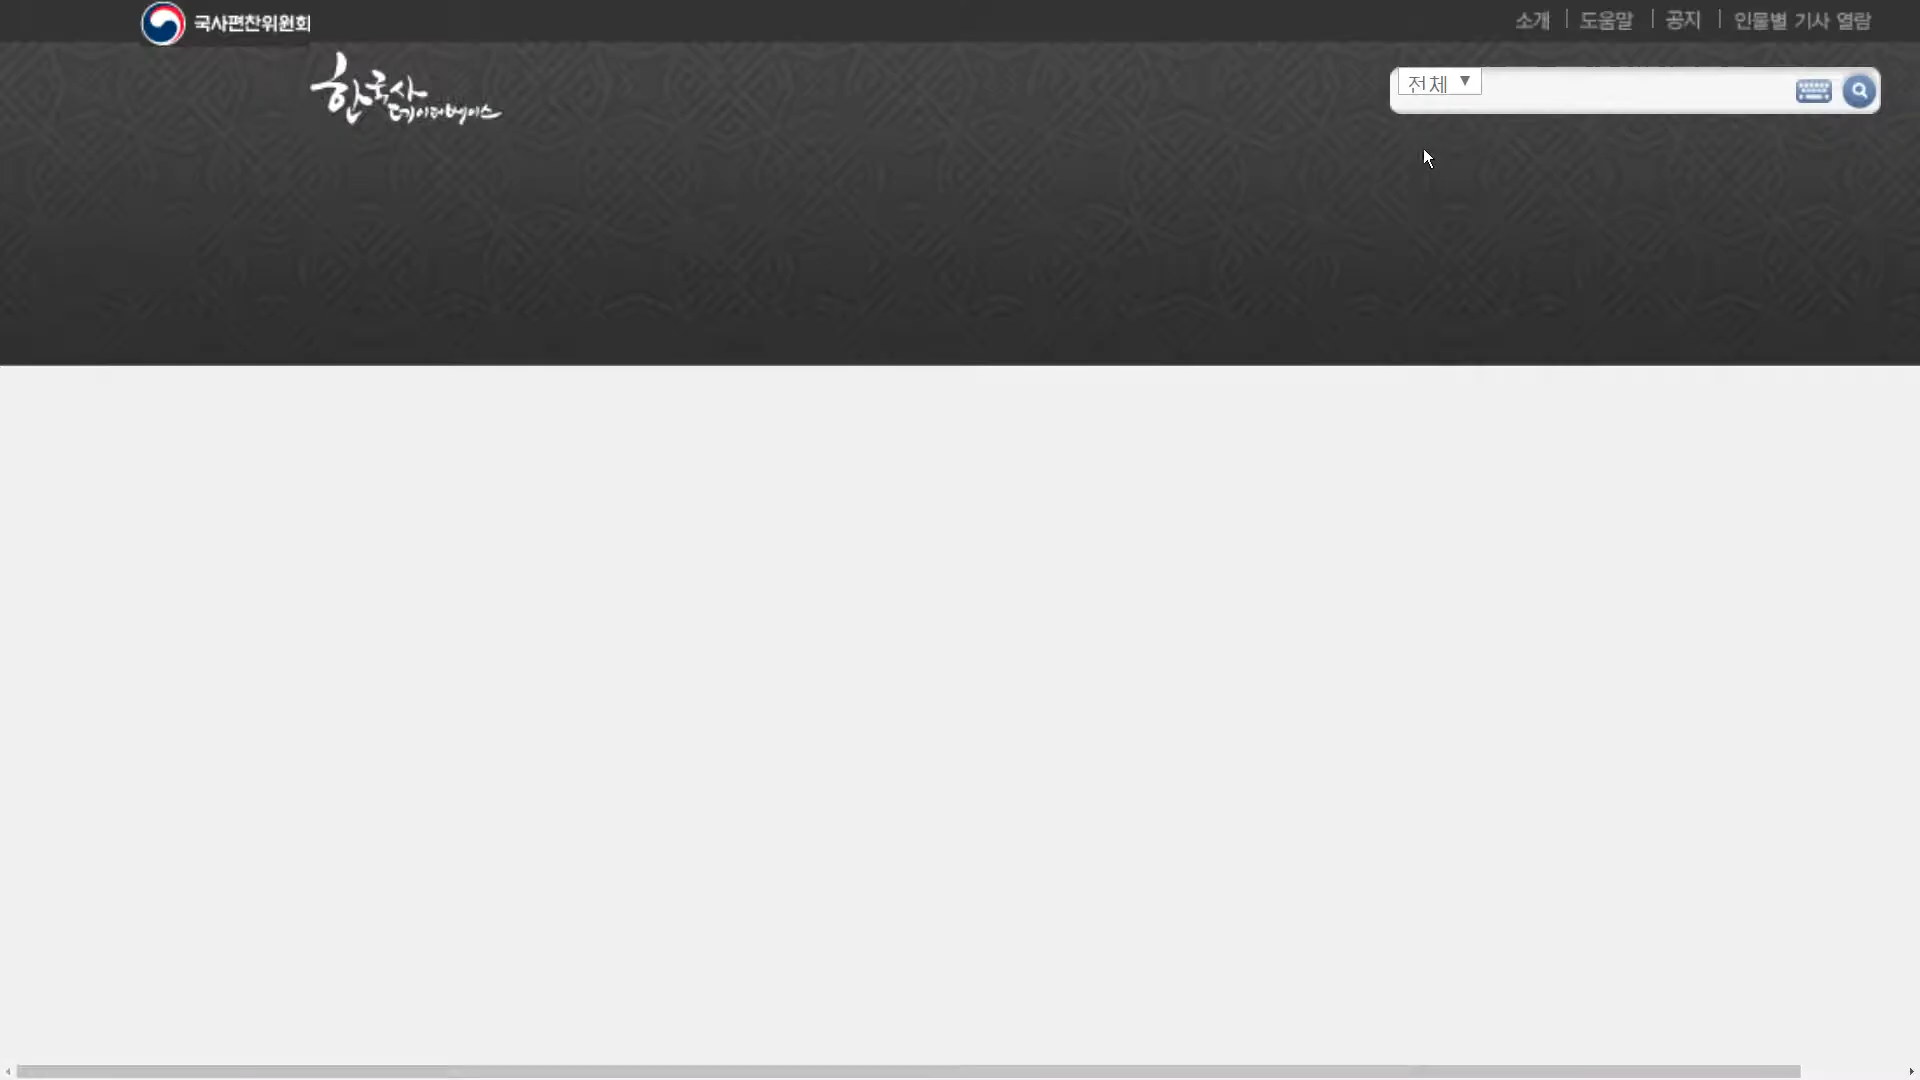 국사편찬위원회
소개
도움말
공지
인물별 기사 열람
한국사
데이터베이스
전체